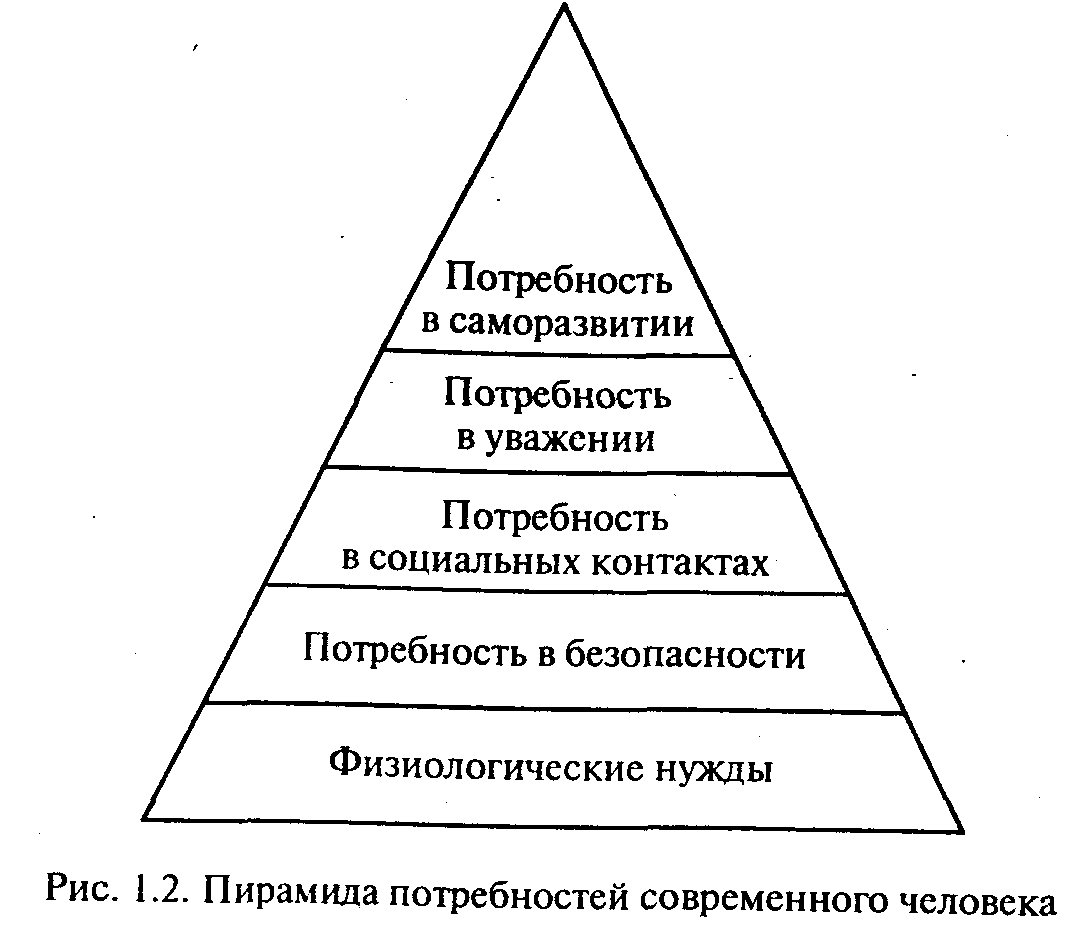 Потребность
в саморазвитии
Потребность
в уважении
Потребность
в социальных контактах
Потребность в безопасности
Физиологические нужды
Рис. 1.2. Пирамида потребностей современного человека